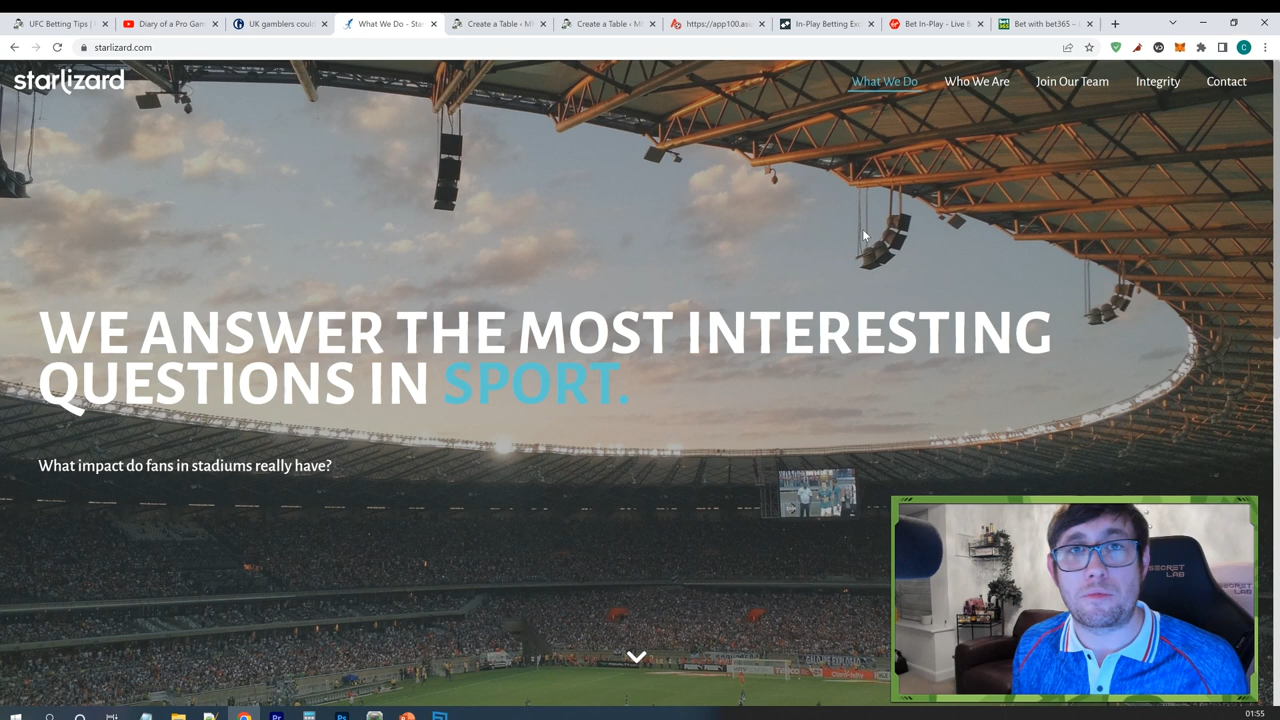 UFC Betting Tips |
Diary of a Pro Gam
UK gamblers coul
What We Do - Sta
Create a Table ‹ M
Create a Table ‹ M
https://app100.as
In-Play Betting Exc
Bet In-Play - Live B
Bet with bet365 –
starlizard.com
starlizard
What We Do
Who We Are
Join Our Team
Integrity
Contact
WE ANSWER THE MOST INTERESTING
QUESTIONS IN SPORT.
What impact do fans in stadiums really have?
SECRET
LAB
SECRET
LAB
01:55